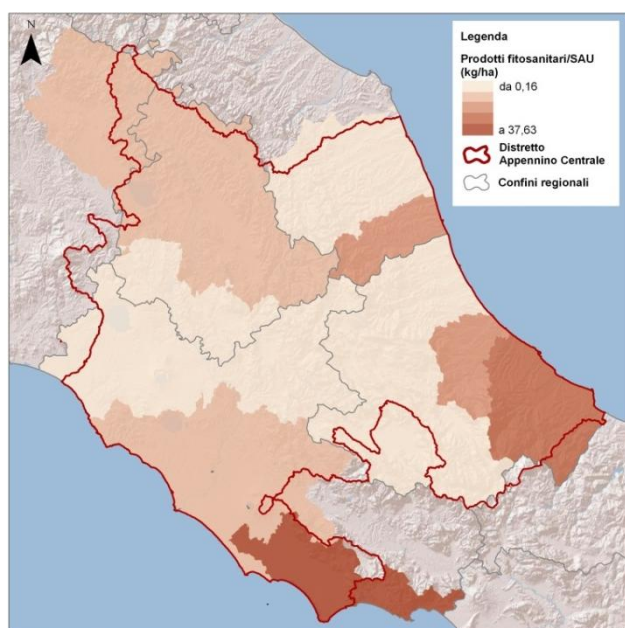 N
Legenda
Prodotti fitosanitari/SAU
(kg/ha)
da 0,16
a 37,63
Distretto
Appennino Centrale
Confini regionali